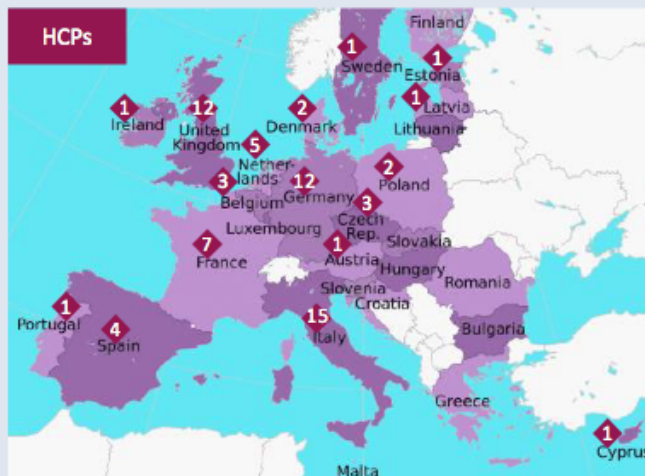 HCPs
Finland
1
Sweden
1
Estonia
1
Latvia
Lithuania
1
Ireland
12
United
Kingdom
2
Denmark
5
Nether-
lands
3
Belgium
12
Germany
2
Poland
3
Czech
Rep.
Luxembourg
Slovakia
7
France
1
Austria
Hungary
Slovenia
Croatia
Romania
1
Portugal
4
Spain
15
Italy
Bulgaria
Greece
1
Cyprus
Malta